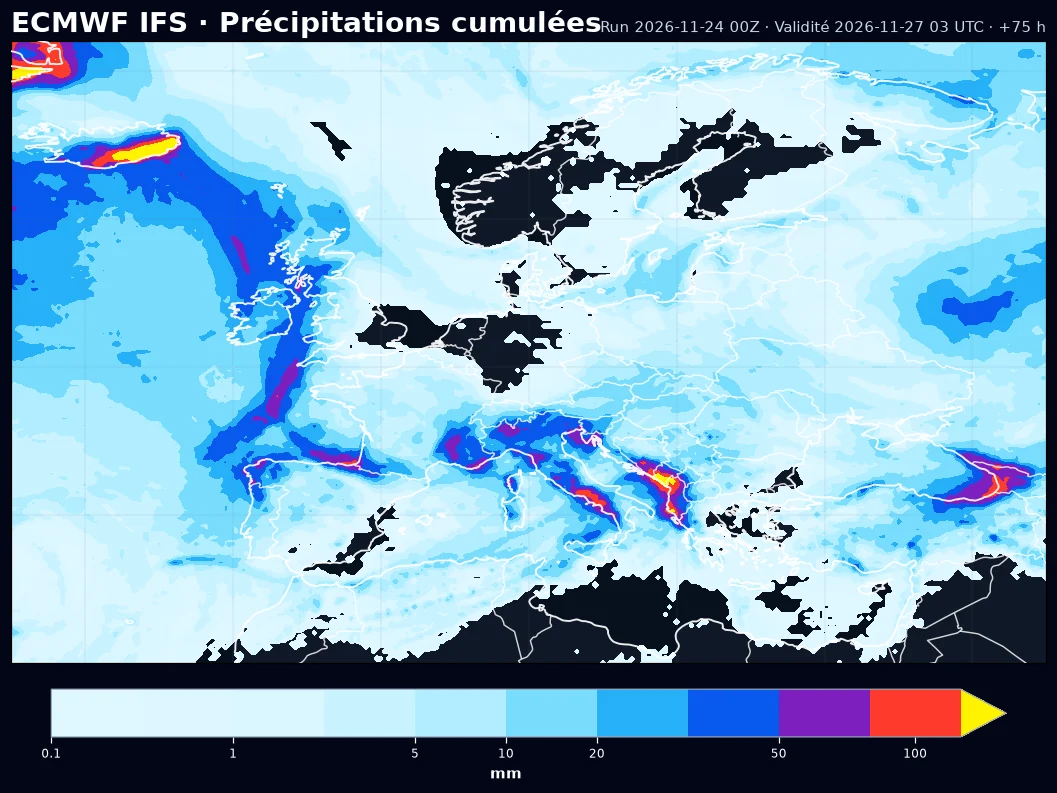 ECMWF IFS · Précipitations cumulées
Run 2026-11-24 00Z · Validité 2026-11-27 03 UTC · +75 h
0.1 1 5 10 20 50 100
mm